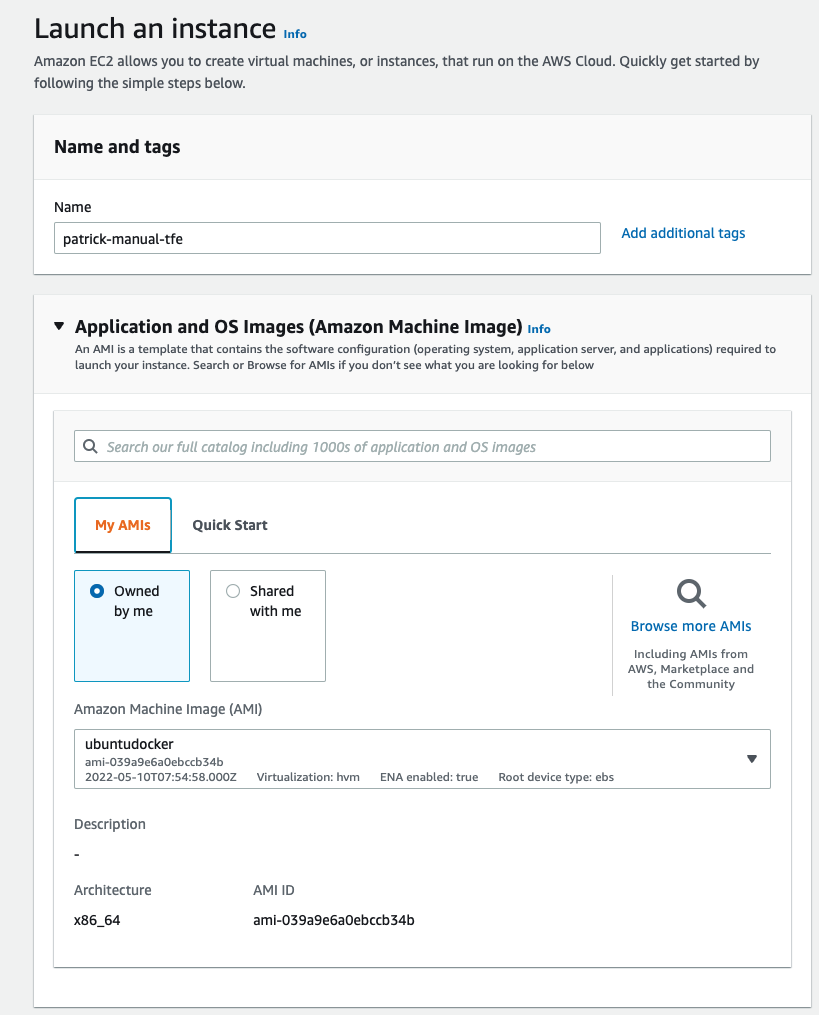 Launch an instance Info
Amazon EC2 allows you to create virtual machines, or instances, that run on the AWS Cloud. Quickly get started by
following the simple steps below.
Name and tags
Name
patrick-manual-tfe
Add additional tags
Application and OS Images (Amazon Machine Image) Info
An AMI is a template that contains the software configuration (operating system, application server, and applications) required to
launch your instance. Search or Browse for AMIs if you don’t see what you are looking for below
Search our full catalog including 1000s of application and OS images
My AMIs
Quick Start
Owned
by me
Shared
with me
Browse more AMIs
Including AMIs from
AWS, Marketplace and
the Community
Amazon Machine Image (AMI)
ubuntudocker
ami-039a9e6a0ebccb34b
2022-05-10T07:54:58.000Z Virtualization: hvm ENA enabled: true Root device type: ebs
Description
-
Architecture AMI ID
x86_64 ami-039a9e6a0ebccb34b